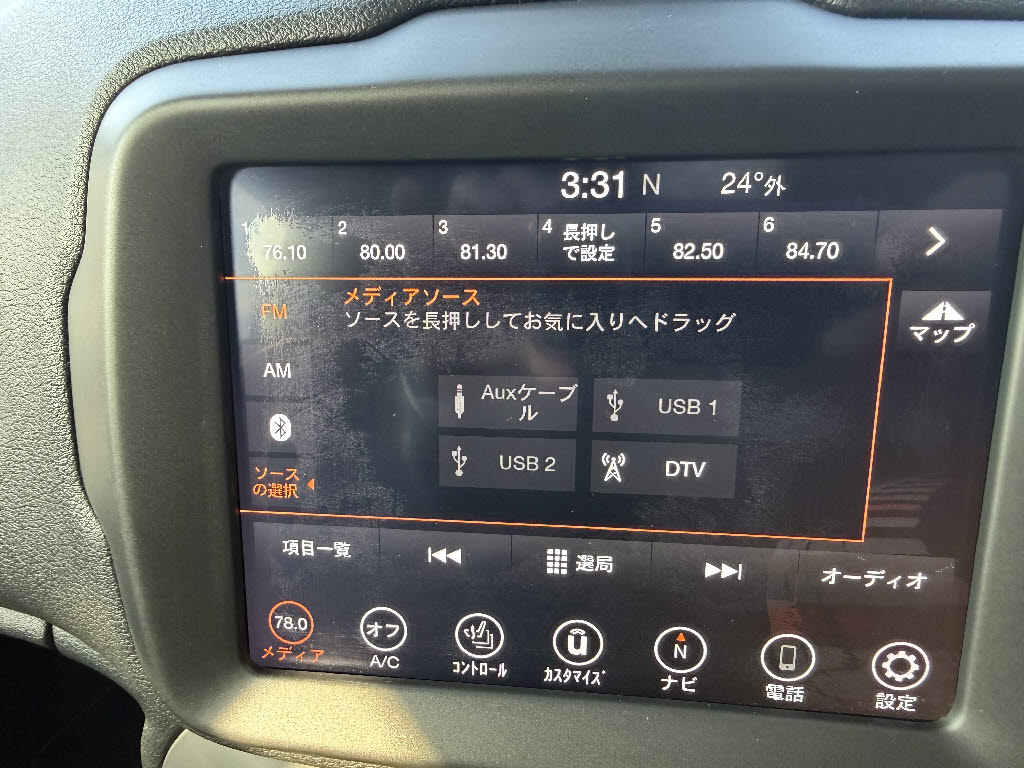 3:31 N 24°外
1 76.10
2 80.00
3 81.30
4 長押し
で設定
5 82.50
6 84.70
メディアソース
ソースを長押ししてお気に入りへドラッグ
FM
AM
ソース
の選択
Auxケーブ
ル
USB 1
USB 2
DTV
マップ
項目一覧
選局
オーディオ
78.0
メディア
オフ
A/C
コントロール
û
カスタマイズ
N
ナビ
電話
設定